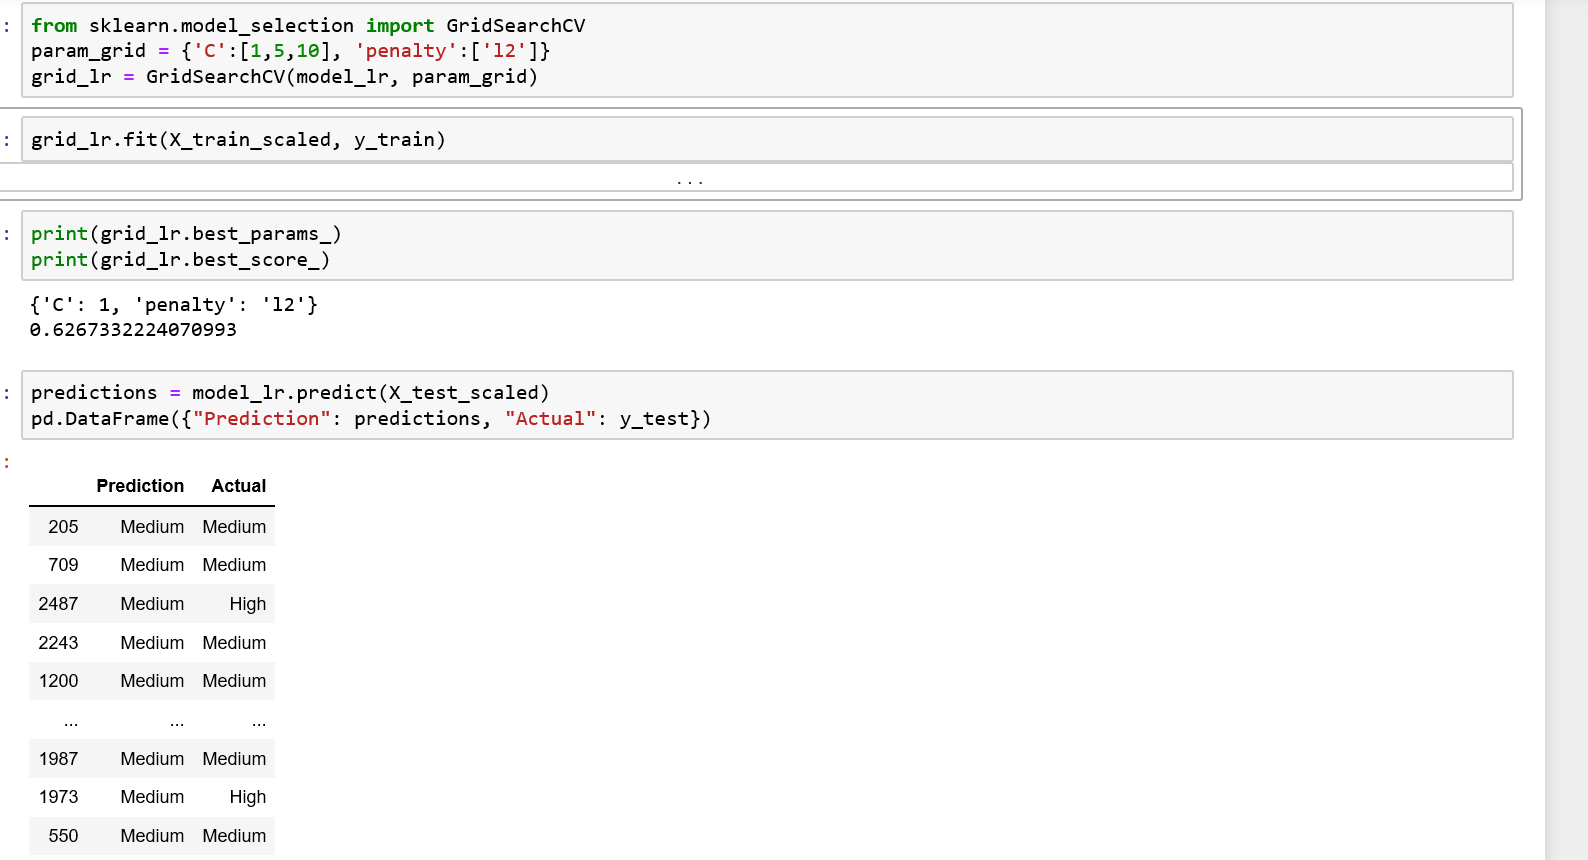 : from sklearn.model_selection import GridSearchCV
param_grid = {'C':[1,5,10], 'penalty':['l2']}
grid_lr = GridSearchCV(model_lr, param_grid)
: grid_lr.fit(X_train_scaled, y_train)
...
: print(grid_lr.best_params_)
print(grid_lr.best_score_)
{'C': 1, 'penalty': 'l2'}
0.6267332224070993
: predictions = model_lr.predict(X_test_scaled)
pd.DataFrame({"Prediction": predictions, "Actual": y_test})
:
Prediction Actual
205 Medium Medium
709 Medium Medium
2487 Medium High
2243 Medium Medium
1200 Medium Medium
... ... ...
1987 Medium Medium
1973 Medium High
550 Medium Medium